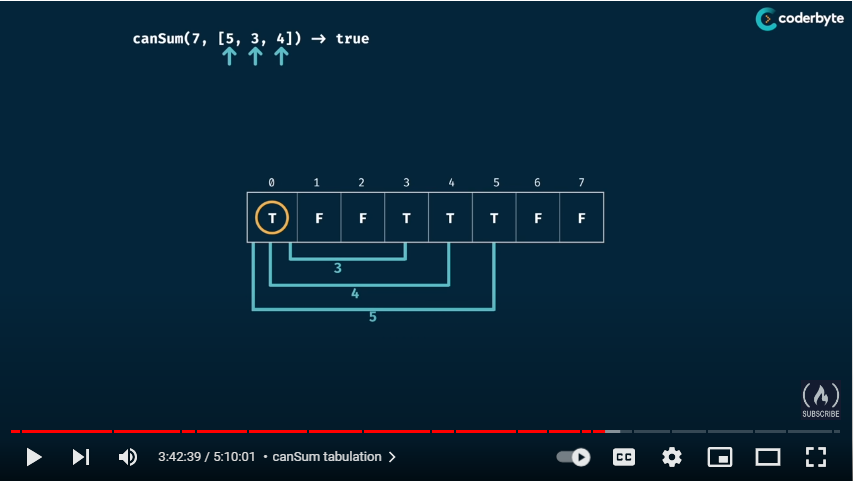 coderbyte
canSum(7, [5, 3, 4]) → true
0 1 2 3 4 5 6 7
T F F T T T F F
3
4
5
SUBSCRIBE
3:42:39 / 5:10:01 • canSum tabulation >
CC